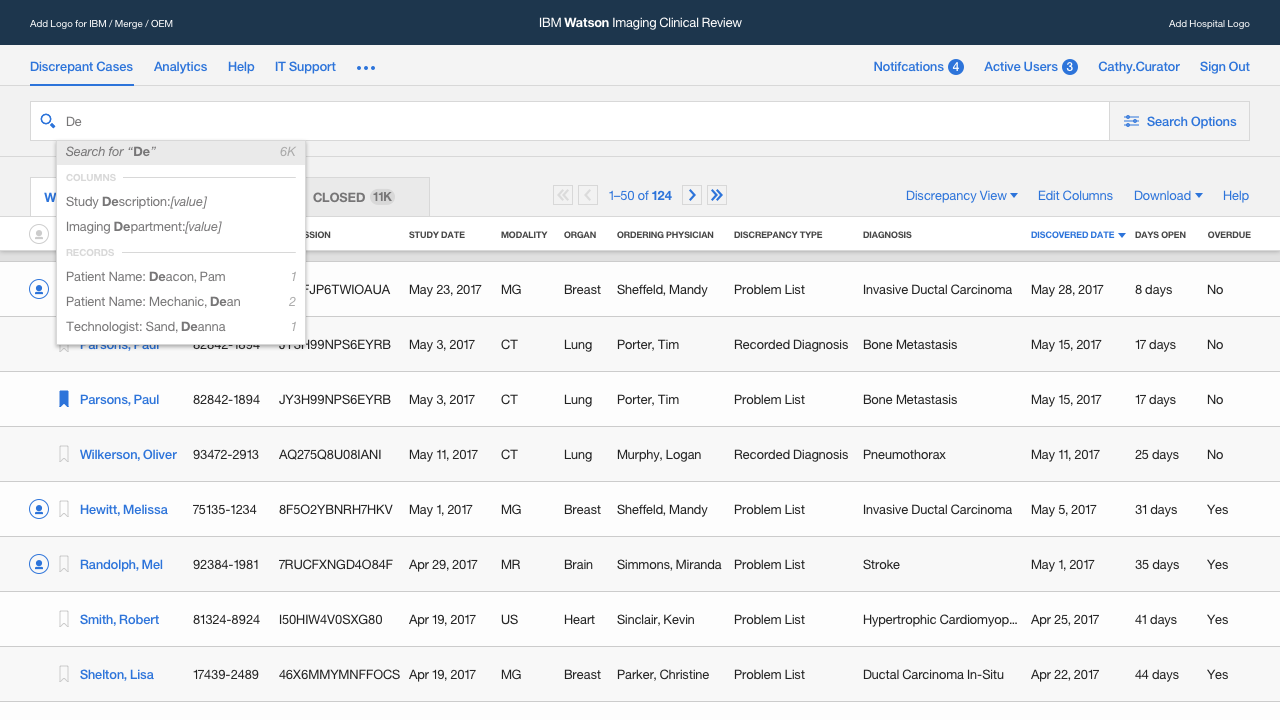 Add Logo for IBM / Merge / OEM
IBM Watson Imaging Clinical Review
Add Hospital Logo
Discrepant Cases Analytics Help IT Support
Notifcations 4 Active Users 3 Cathy.Curator Sign Out
De
Search Options
Search for “De” 6K
COLUMNS
Study Description:[value]
Imaging Department:[value]
RECORDS
Patient Name: Deacon, Pam 1
Patient Name: Mechanic, Dean 2
Technologist: Sand, Deanna 1
CLOSED 11K
1–50 of 124
Discrepancy View Edit Columns Download Help
STUDY DATE MODALITY ORGAN ORDERING PHYSICIAN DISCREPANCY TYPE DIAGNOSIS DISCOVERED DATE DAYS OPEN OVERDUE
FJP6TWIOAUA May 23, 2017 MG Breast Sheffeld, Mandy Problem List Invasive Ductal Carcinoma May 28, 2017 8 days No
Parsons, Paul 82842-1894 JY3H99NPS6EYRB May 3, 2017 CT Lung Porter, Tim Recorded Diagnosis Bone Metastasis May 15, 2017 17 days No
Parsons, Paul 82842-1894 JY3H99NPS6EYRB May 3, 2017 CT Lung Porter, Tim Problem List Bone Metastasis May 15, 2017 17 days No
Wilkerson, Oliver 93472-2913 AQ275Q8U08IANI May 11, 2017 CT Lung Murphy, Logan Recorded Diagnosis Pneumothorax May 11, 2017 25 days No
Hewitt, Melissa 75135-1234 8F5O2YBNRH7HKV May 1, 2017 MG Breast Sheffeld, Mandy Problem List Invasive Ductal Carcinoma May 5, 2017 31 days Yes
Randolph, Mel 92384-1981 7RUCFXNGD4O84F Apr 29, 2017 MR Brain Simmons, Miranda Problem List Stroke May 1, 2017 35 days Yes
Smith, Robert 81324-8924 I50HIW4V0SXG80 Apr 19, 2017 US Heart Sinclair, Kevin Problem List Hypertrophic Cardiomyop... Apr 25, 2017 41 days Yes
Shelton, Lisa 17439-2489 46X6MMYMNFFOCS Apr 19, 2017 MG Breast Parker, Christine Problem List Ductal Carcinoma In-Situ Apr 22, 2017 44 days Yes